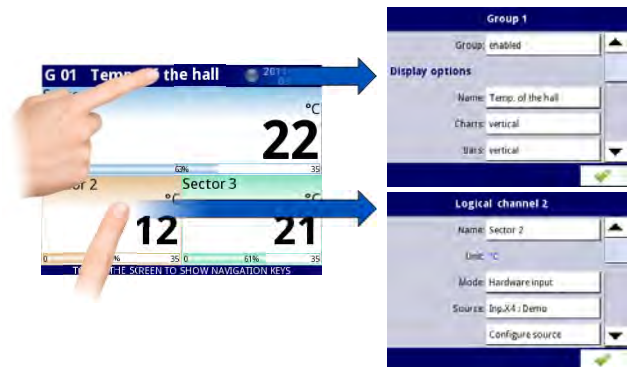 G 01 Temp. of the hall
°C
22
63% 35
Sector 3
°C
12
21
0 % 35 0 61% 35
THE SCREEN TO SHOW NAVIGATION KEYS
Group 1
Group: enabled
Display options
Name: Temp. of the hall
Charts: vertical
Bars: vertical
Logical channel 2
Name: Sector 2
Unit: °C
Mode: Hardware input
Source: Inp.X4 : Demo
Configure source